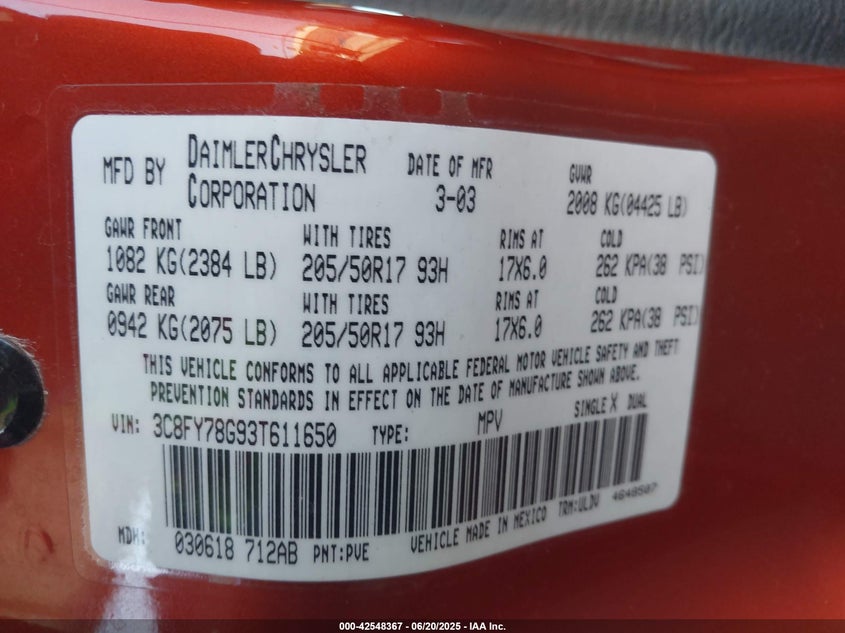 MFD BY DAIMLERCHRYSLER CORPORATION DATE OF MFR 3-03 GVWR 2008 KG(04425 LB)
GAWR FRONT WITH TIRES RIMS AT COLD
1082 KG(2384 LB) 205/50R17 93H 17X6.0 262 KPA(38 PSI)
GAWR REAR WITH TIRES RIMS AT COLD
0942 KG(2075 LB) 205/50R17 93H 17X6.0 262 KPA(38 PSI)
THIS VEHICLE CONFORMS TO ALL APPLICABLE FEDERAL MOTOR VEHICLE SAFETY AND THEFT
PREVENTION STANDARDS IN EFFECT ON THE DATE OF MANUFACTURE SHOWN ABOVE.
VIN: 3C8FY78G93T611650 TYPE: MPV SINGLE X DUAL
MDH: 030618 712AB PNT:PVE VEHICLE MADE IN MEXICO TRM:ULDV 4648507
000-42548367 - 06/20/2025 - IAA Inc.